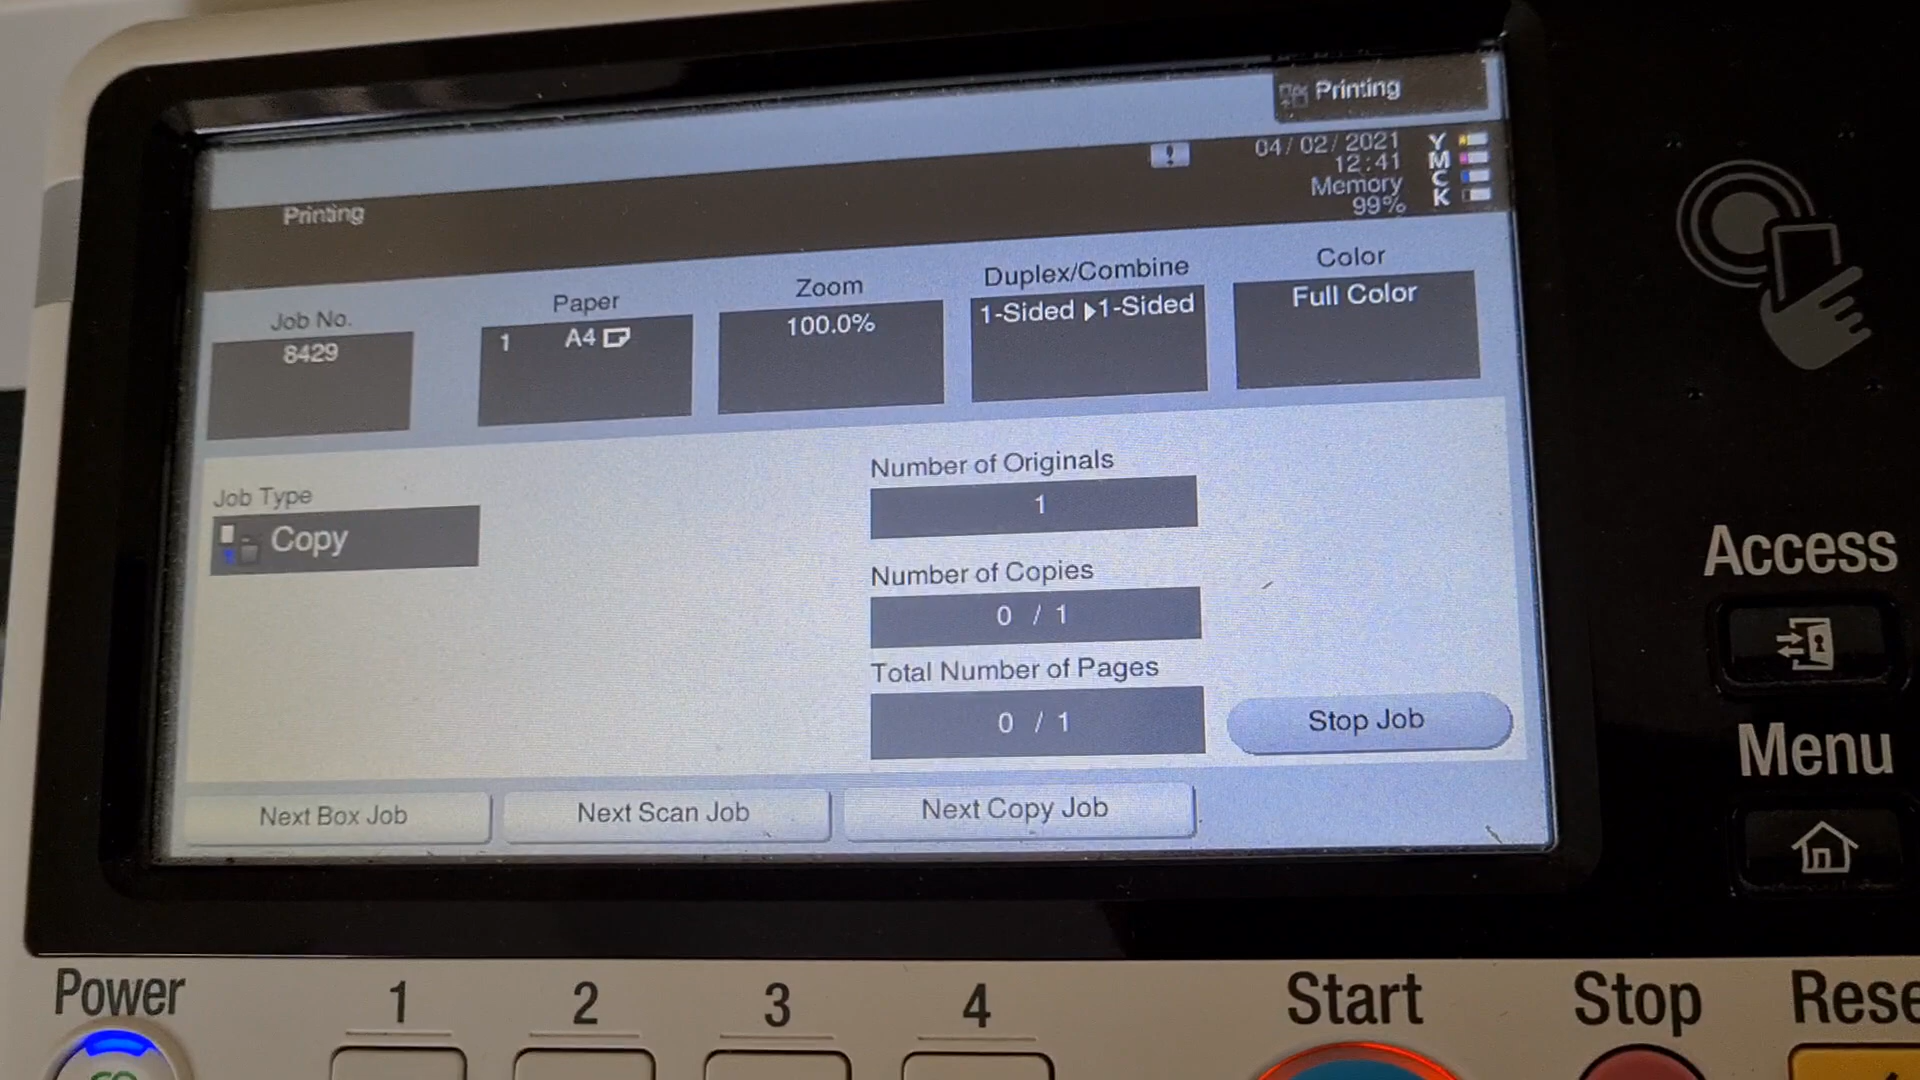 Printing
04/02/2021
12:41
Memory
99%
Y
M
C
K
Printing
Job No.
8429
Paper
1 A4
Zoom
100.0%
Duplex/Combine
1-Sided ▶1-Sided
Color
Full Color
Job Type
Copy
Number of Originals
1
Number of Copies
0 / 1
Total Number of Pages
0 / 1
Stop Job
Next Box Job
Next Scan Job
Next Copy Job
Access
Menu
Power
1
2
3
4
Start
Stop
Rese